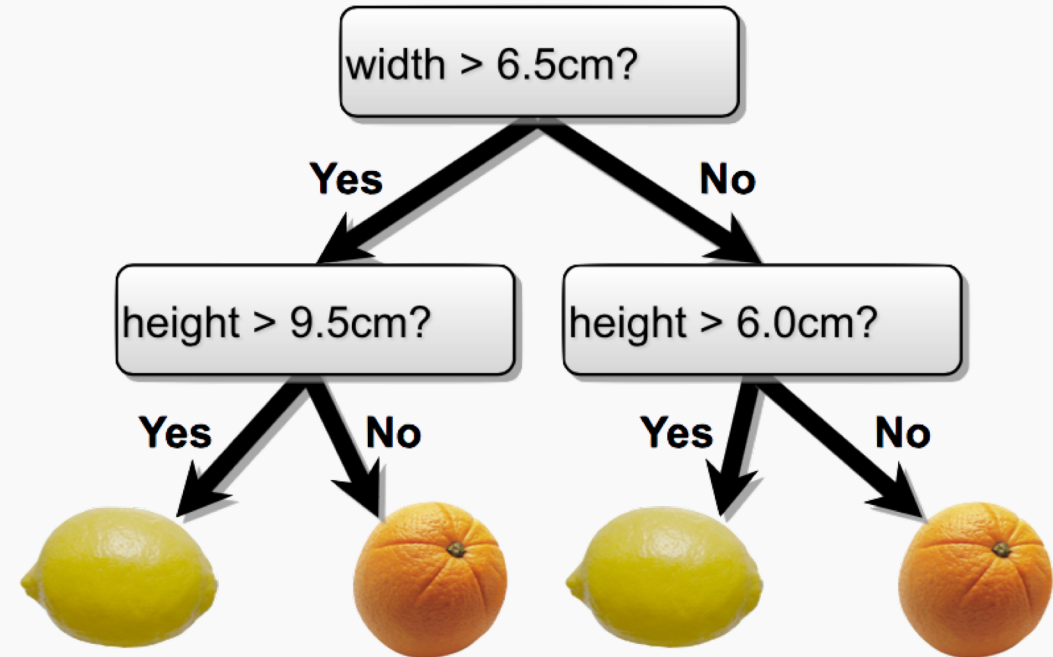 width > 6.5cm?
Yes
No
height > 9.5cm?
height > 6.0cm?
Yes
No
Yes
No